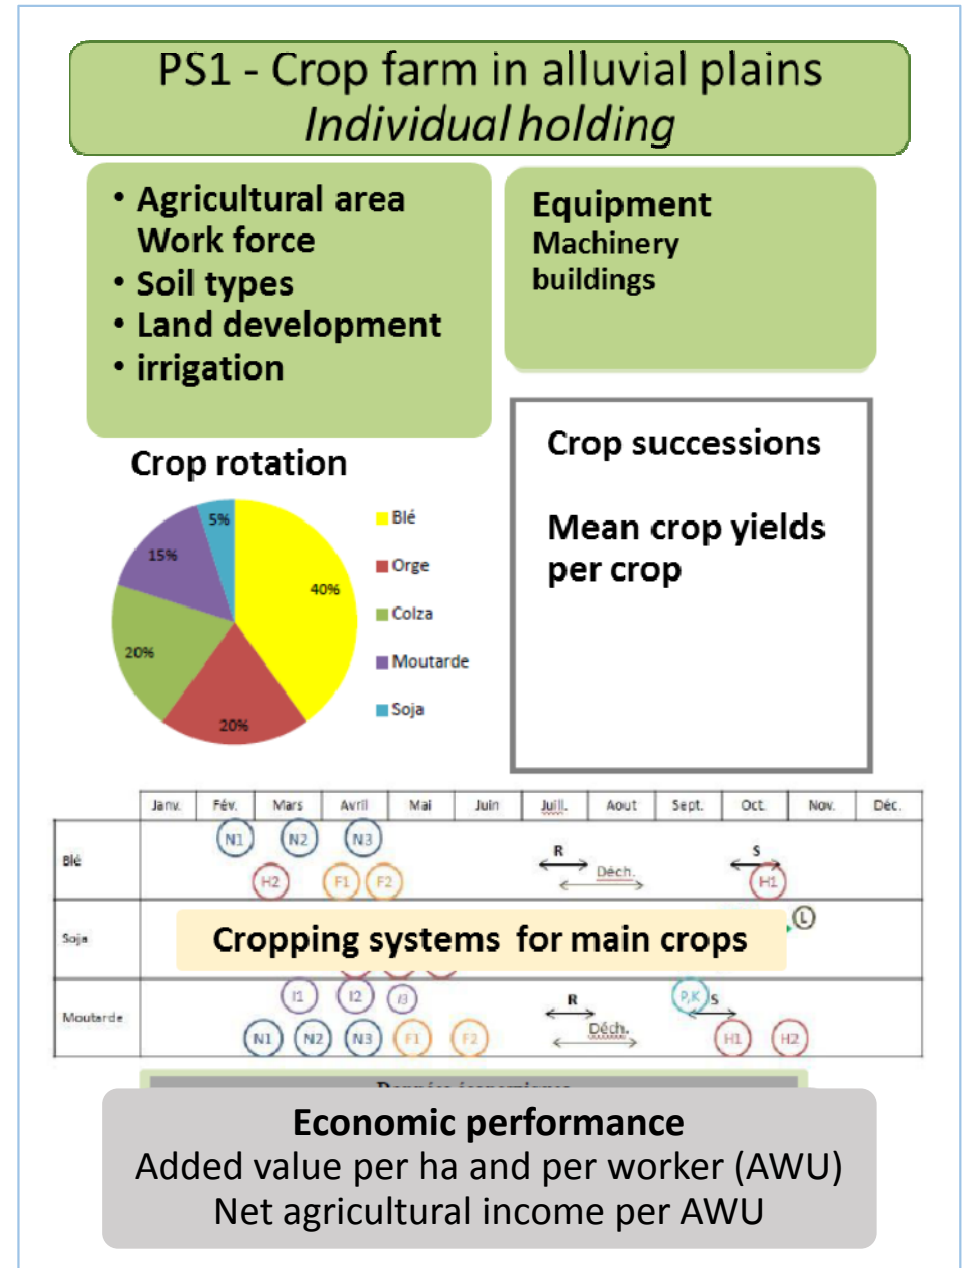 PS1 - Crop farm in alluvial plains
Individual holding
• Agricultural area
Work force
• Soil types
• Land development
• irrigation
Equipment
Machinery
buildings
Crop rotation
5%
15%
40%
20%
20%
Blé
Orge
Colza
Moutarde
Soja
Crop successions
Mean crop yields
per crop
Janv. Fév. Mars Avril Mai Juin Juill. Aout Sept. Oct. Nov. Déc.
Blé
N1 N2 N3
R S
Déch.
H2 F1 F2 H1
Soja
L
Cropping systems for main crops
Moutarde
I1 I2 I3
R P,K S
Déch.
N1 N2 N3 F1 F2 H1 H2
Economic performance
Added value per ha and per worker (AWU)
Net agricultural income per AWU